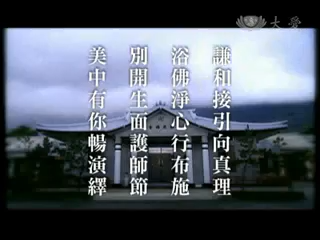 大愛
謙和接引向真理
浴佛淨心行布施
別開生面護師節
美中有你暢演繹